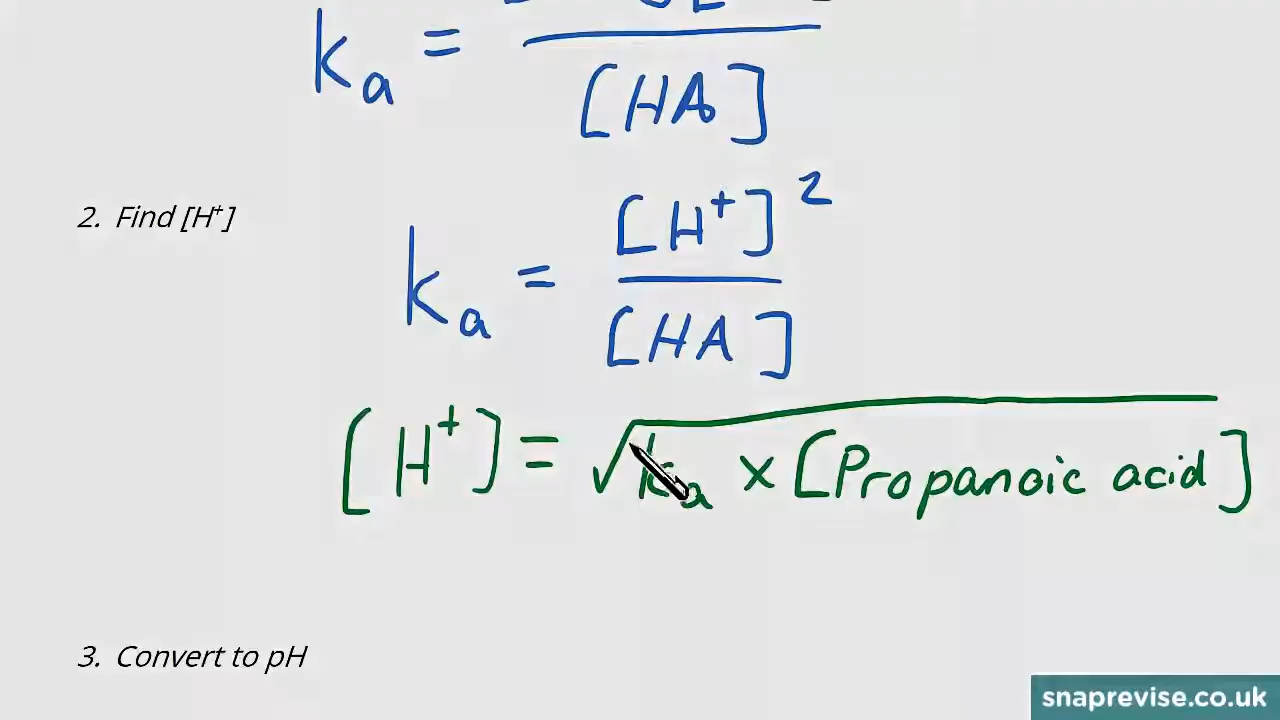 ka =
[HA]
2. Find [H⁺]
ka = [H⁺]²
[HA]
[H⁺] = √ka × [Propanoic acid]
3. Convert to pH
snaprevise.co.uk